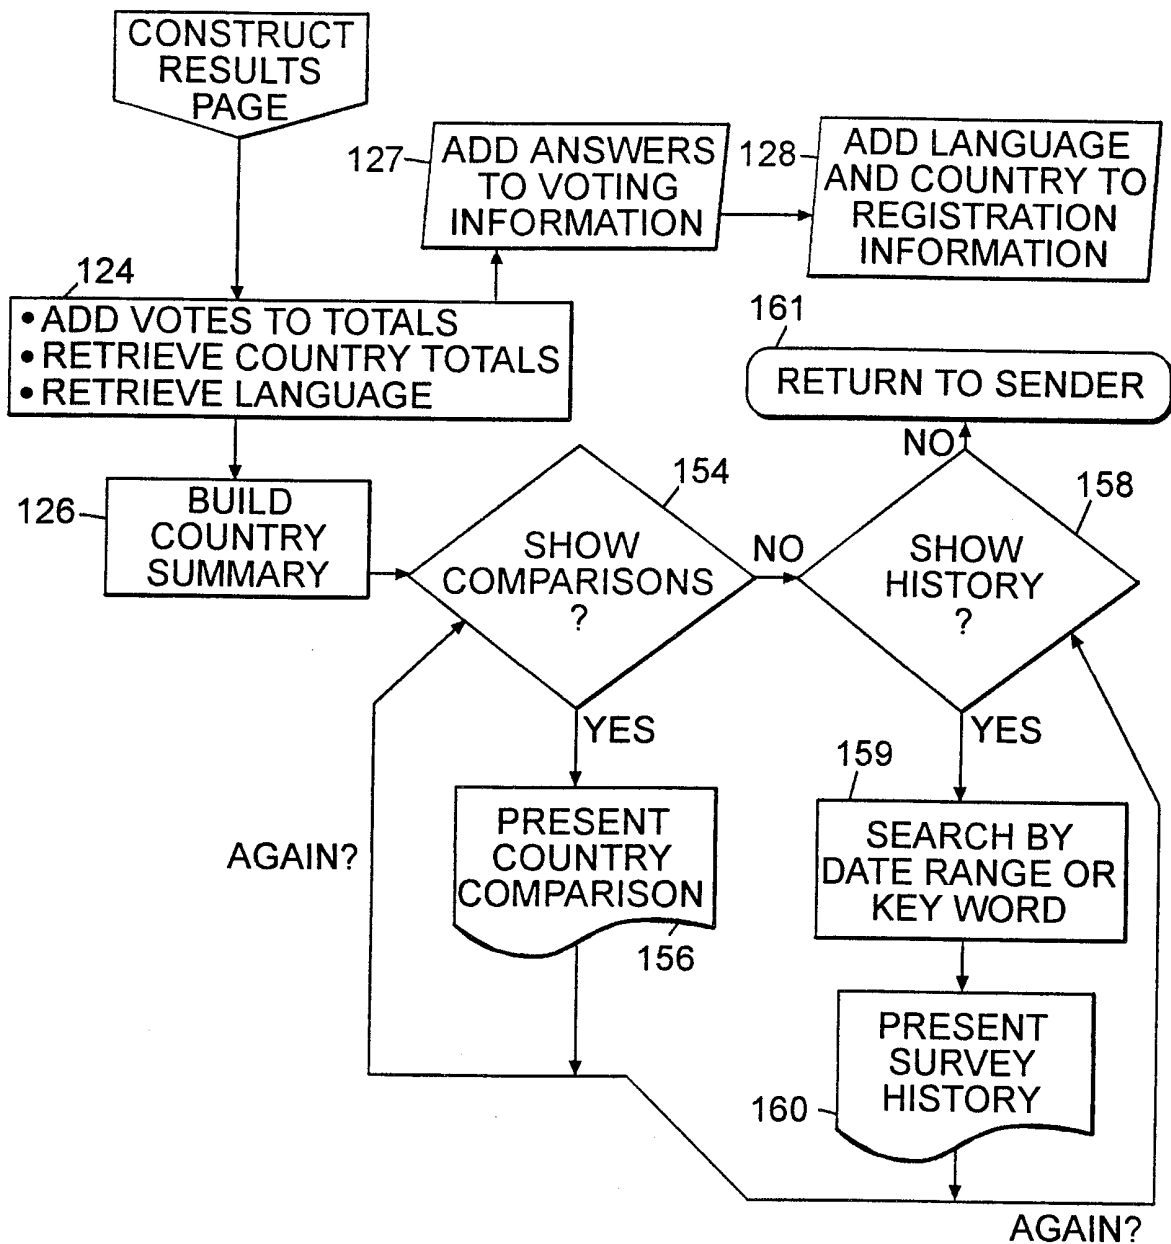 CONSTRUCT
RESULTS
PAGE
127
ADD ANSWERS
TO VOTING
INFORMATION
128
ADD LANGUAGE
AND COUNTRY TO
REGISTRATION
INFORMATION
124
• ADD VOTES TO TOTALS
• RETRIEVE COUNTRY TOTALS
• RETRIEVE LANGUAGE
161
RETURN TO SENDER
NO
126
BUILD
COUNTRY
SUMMARY
154
SHOW
COMPARISONS
?
NO
158
SHOW
HISTORY
?
YES
YES
AGAIN?
PRESENT
COUNTRY
COMPARISON
156
159
SEARCH BY
DATE RANGE OR
KEY WORD
PRESENT
SURVEY
HISTORY
160
AGAIN?